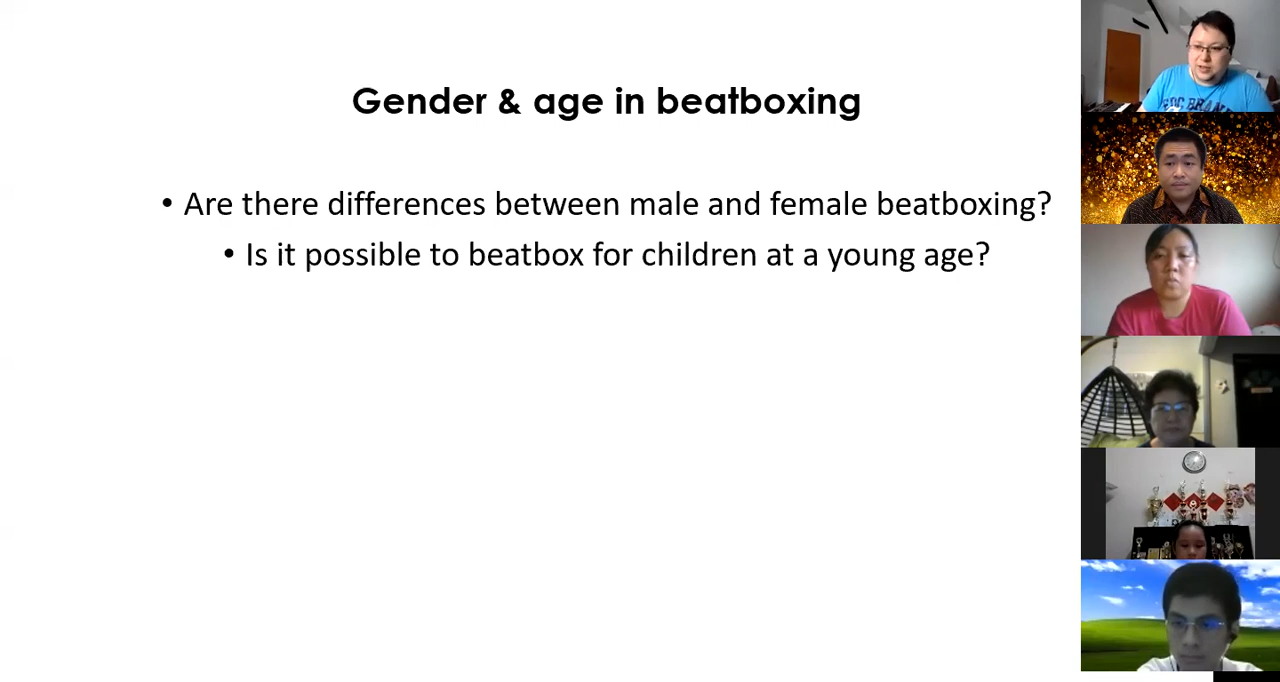 Gender & age in beatboxing
• Are there differences between male and female beatboxing?
• Is it possible to beatbox for children at a young age?